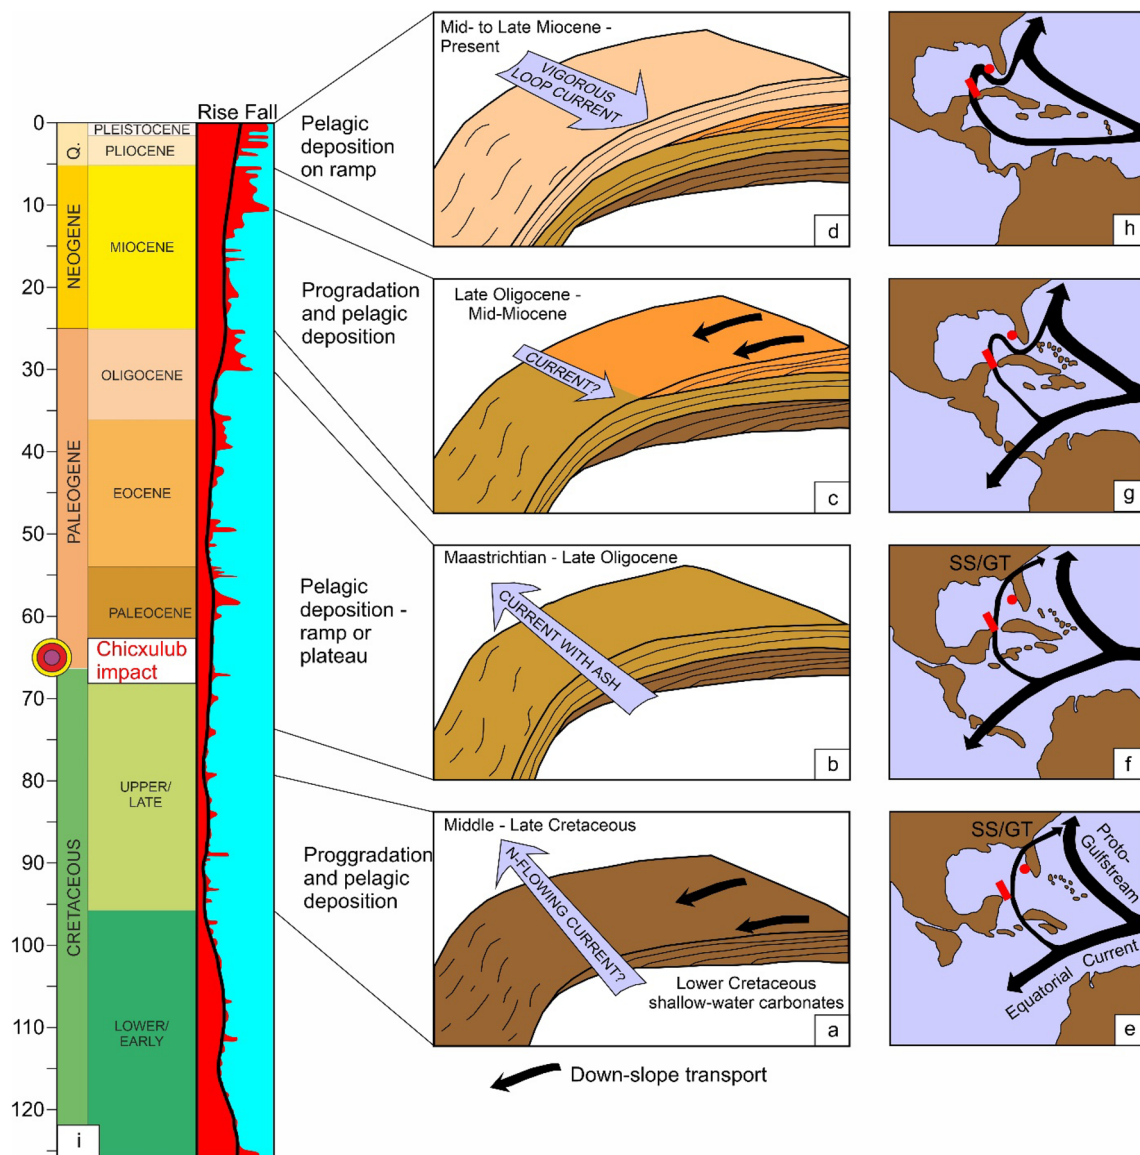 Rise Fall
0
10
20
30
40
50
60
70
80
90
100
110
120
Q.
NEOGENE
PALEOGENE
CRETACEOUS
PLEISTOCENE
PLIOCENE
MIOCENE
OLIGOCENE
EOCENE
PALEOCENE
Chicxulub
impact
UPPER/
LATE
LOWER/
EARLY
i
Pelagic
deposition
on ramp
Progradation
and pelagic
deposition
Pelagic
deposition -
ramp or
plateau
Proggradation
and pelagic
deposition
Mid- to Late Miocene -
Present
VIGOROUS
LOOP CURRENT
d
Late Oligocene -
Mid-Miocene
CURRENT?
c
Maastrichtian - Late Oligocene
CURRENT WITH ASH
b
Middle - Late Cretaceous
N-FLOWING CURRENT?
Lower Cretaceous
shallow-water carbonates
a
Down-slope transport
h
g
SS/GT
f
SS/GT
Proto-
Gulfstream
Equatorial Current
e